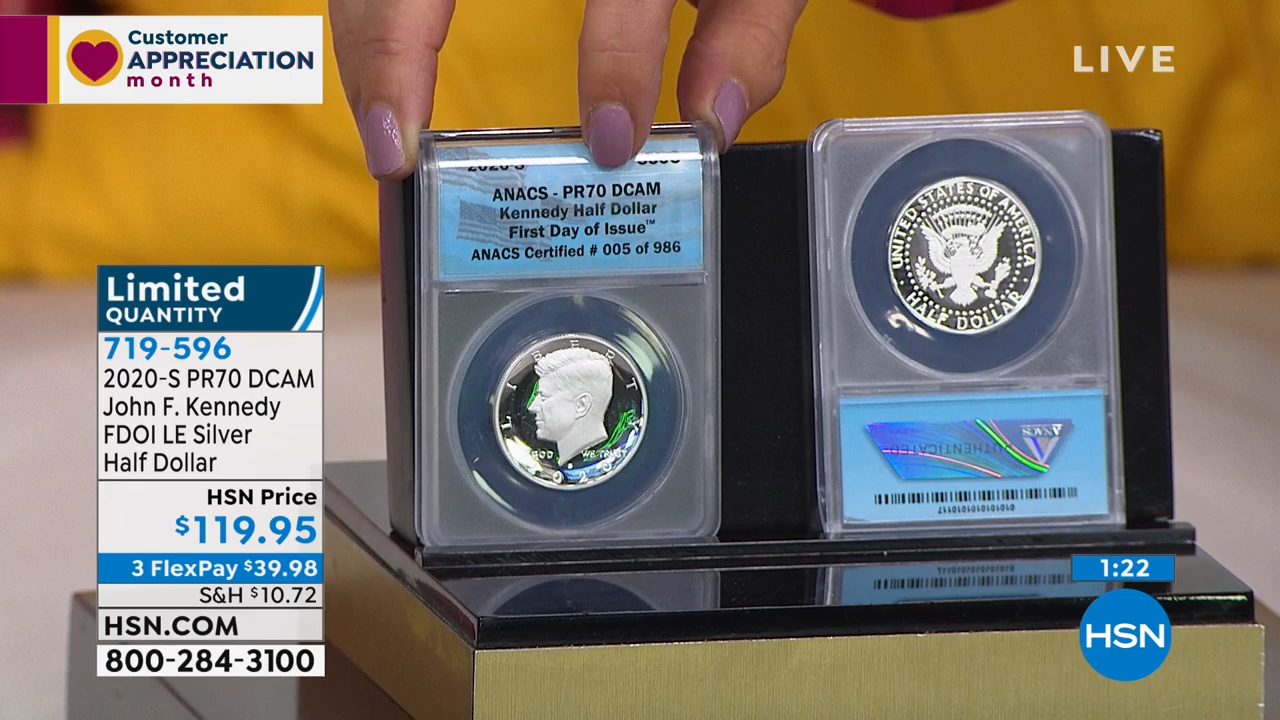 Customer
APPRECIATION
month
LIVE
2020-S
ANACS - PR70 DCAM
Kennedy Half Dollar
First Day of Issue™
ANACS Certified # 005 of 986
LIBERTY
GOD WE TRUST
UNITED STATES OF AMERICA
HALF DOLLAR
AUTHENTICATED
ANACS
Limited
QUANTITY
719-596
2020-S PR70 DCAM
John F. Kennedy
FDOI LE Silver
Half Dollar
HSN Price
$119.95
3 FlexPay $39.98
S&H $10.72
HSN.COM
800-284-3100
1:22
HSN